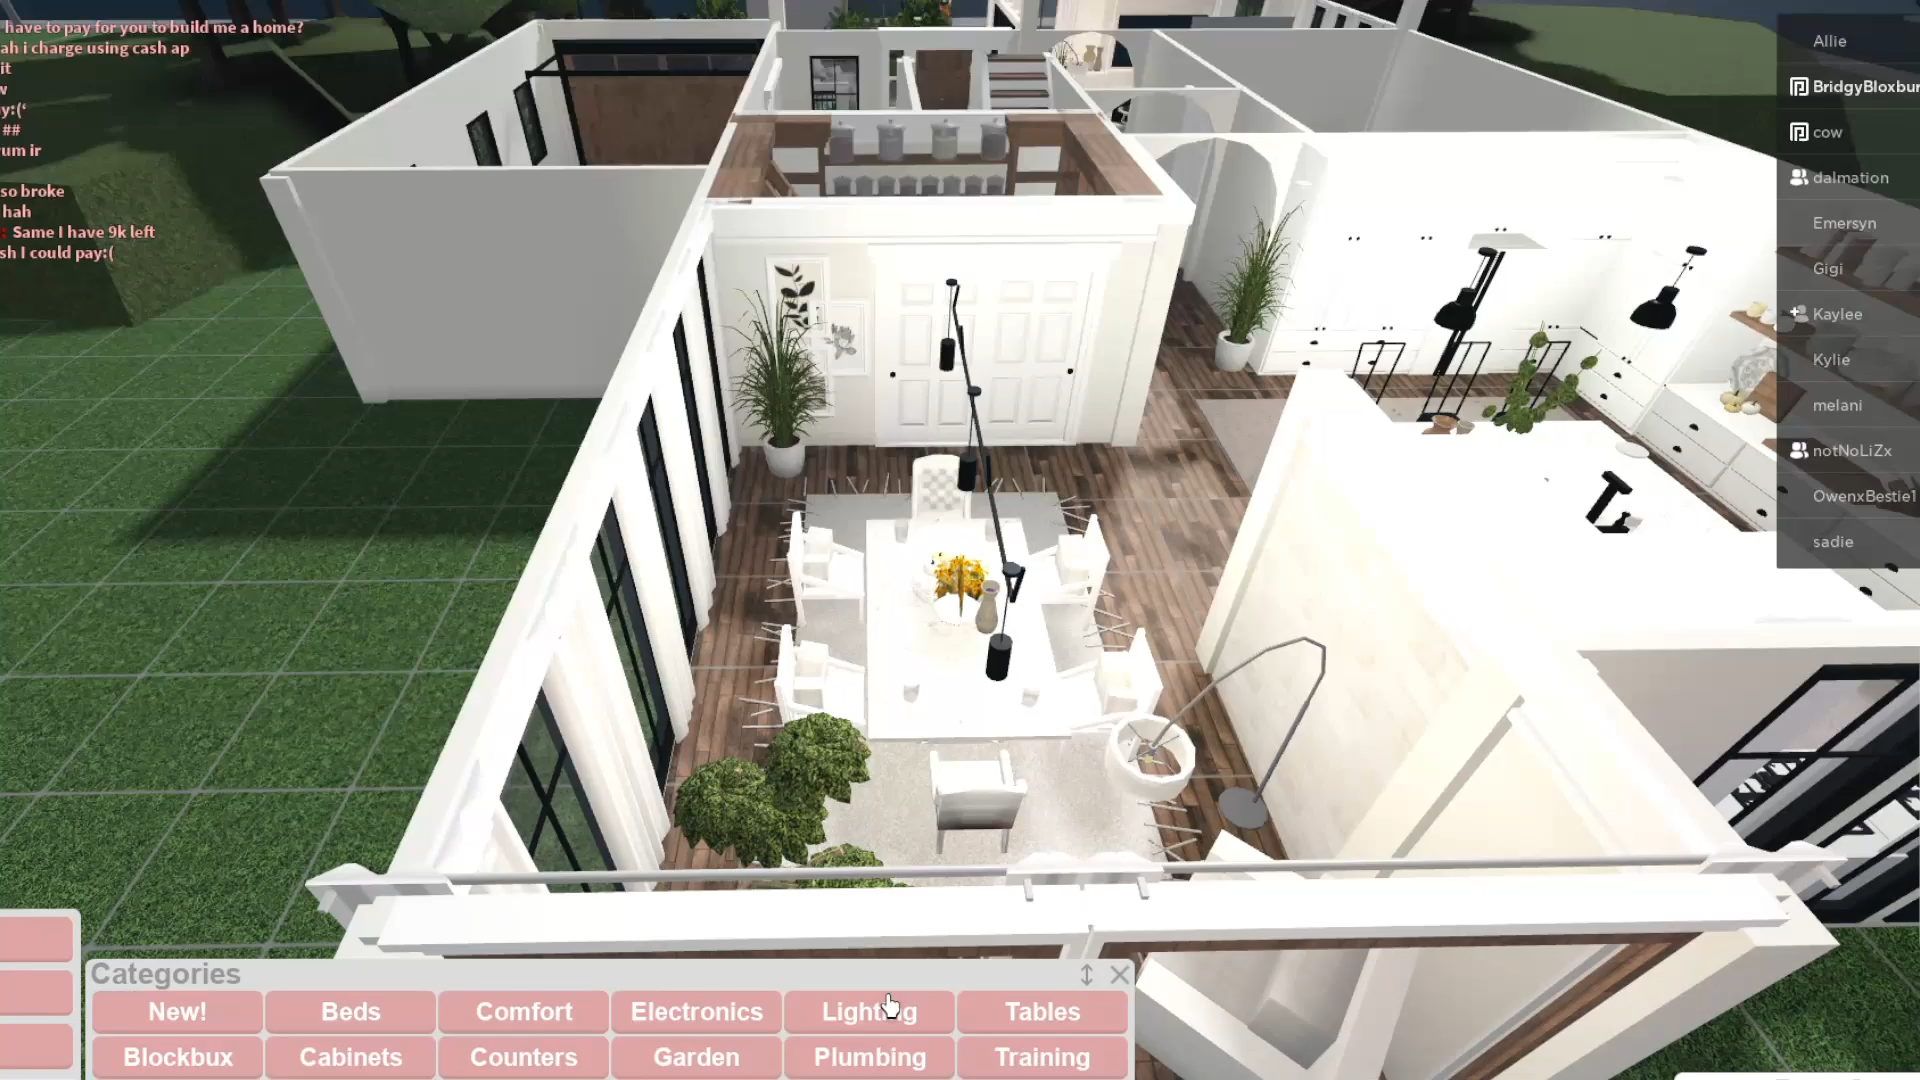 have to pay for you to build me a home?
ah i charge using cash ap
it
w
y:(‘
##
um ir
so broke
hah
: Same I have 9k left
sh I could pay:(
Allie
BridgyBloxbur
cow
dalmation
Emersyn
Gigi
Kaylee
Kylie
melani
notNoLiZx
OwenxBestie1
sadie
Categories
New!
Beds
Comfort
Electronics
Lighting
Tables
Blockbux
Cabinets
Counters
Garden
Plumbing
Training